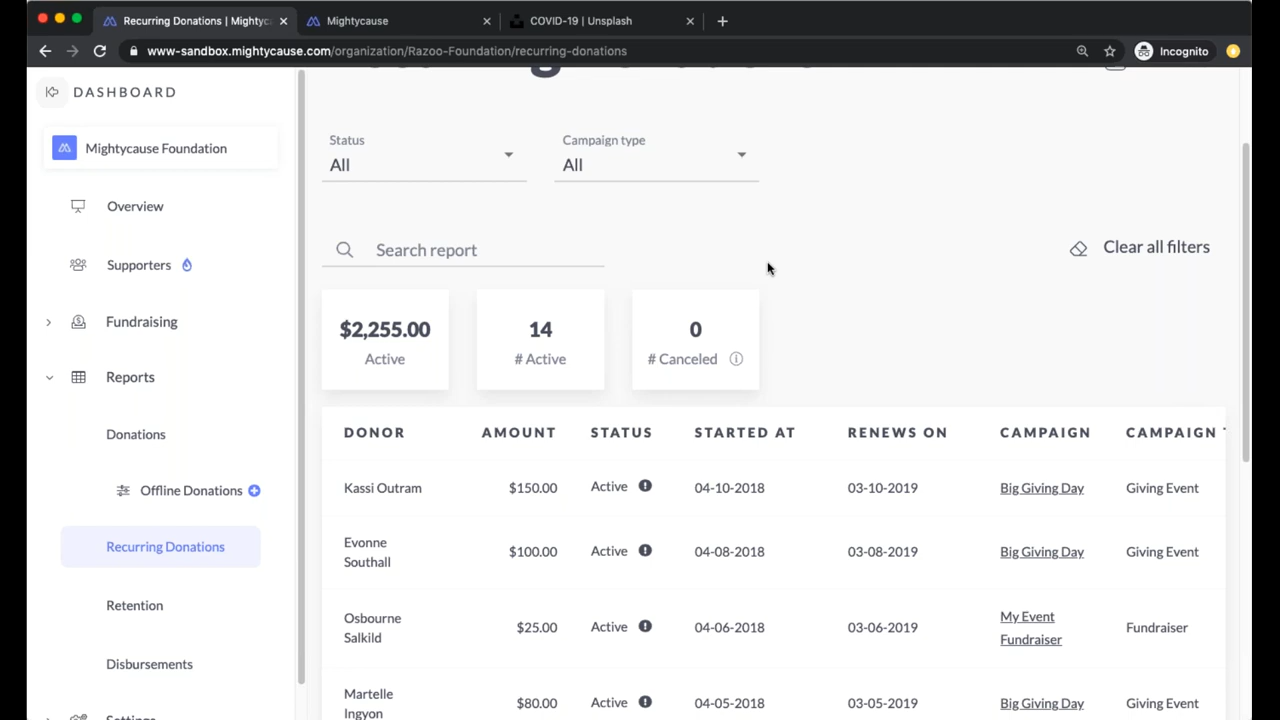 Recurring Donations | Mightyc
Mightycause
COVID-19 | Unsplash
www-sandbox.mightycause.com/organization/Razoo-Foundation/recurring-donations
Incognito
DASHBOARD
Mightycause Foundation
Overview
Supporters
Fundraising
Reports
Donations
Offline Donations
Recurring Donations
Retention
Disbursements
Status
All
Campaign type
All
Search report
Clear all filters
$2,255.00
Active
14
# Active
0
# Canceled
DONOR AMOUNT STATUS STARTED AT RENEWS ON CAMPAIGN CAMPAIGN
Kassi Outram $150.00 Active 04-10-2018 03-10-2019 Big Giving Day Giving Event
Evonne
Southall $100.00 Active 04-08-2018 03-08-2019 Big Giving Day Giving Event
Osbourne
Salkild $25.00 Active 04-06-2018 03-06-2019 My Event
Fundraiser Fundraiser
Martelle
Ingyon $80.00 Active 04-05-2018 03-05-2019 Big Giving Day Giving Event